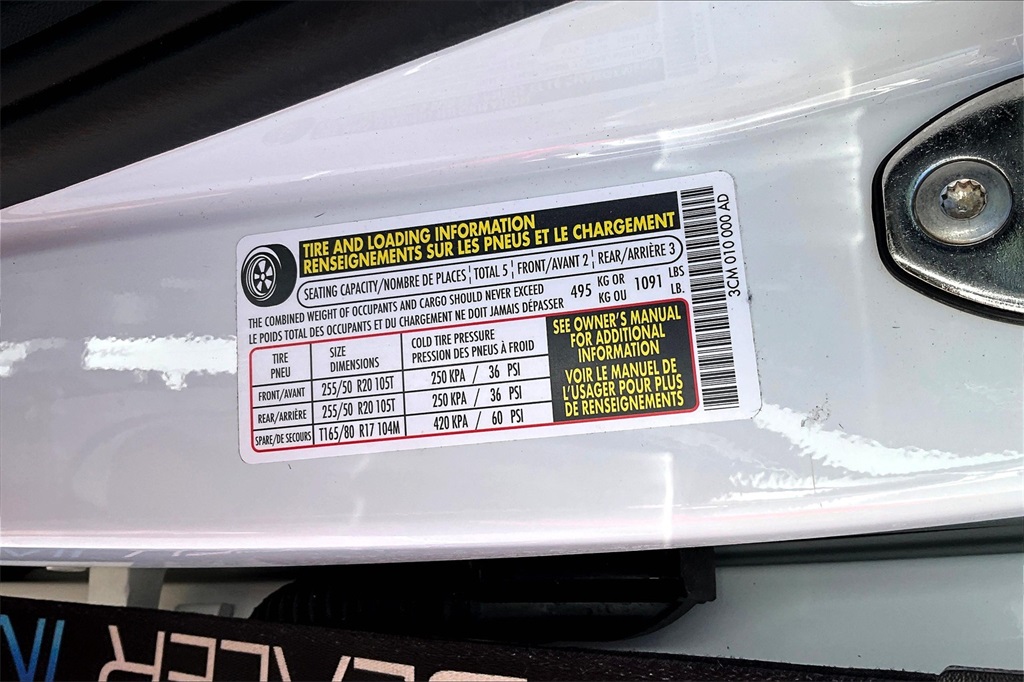 TIRE AND LOADING INFORMATION
RENSEIGNEMENTS SUR LES PNEUS ET LE CHARGEMENT
SEATING CAPACITY/NOMBRE DE PLACES TOTAL 5 FRONT/AVANT 2 REAR/ARRIÈRE 3
THE COMBINED WEIGHT OF OCCUPANTS AND CARGO SHOULD NEVER EXCEED 495 KG OR 1091 LBS
LE POIDS TOTAL DES OCCUPANTS ET DU CHARGEMENT NE DOIT JAMAIS DÉPASSER KG OU LB.
TIRE
PNEU
SIZE
DIMENSIONS
COLD TIRE PRESSURE
PRESSION DES PNEUS À FROID
FRONT/AVANT 255/50 R20 105T 250 KPA / 36 PSI
REAR/ARRIÈRE 255/50 R20 105T 250 KPA / 36 PSI
SPARE/DE SECOURS T165/80 R17 104M 420 KPA / 60 PSI
SEE OWNER'S MANUAL
FOR ADDITIONAL
INFORMATION
VOIR LE MANUEL DE
L'USAGER POUR PLUS
DE RENSEIGNEMENTS
3CM 0110 000 AD